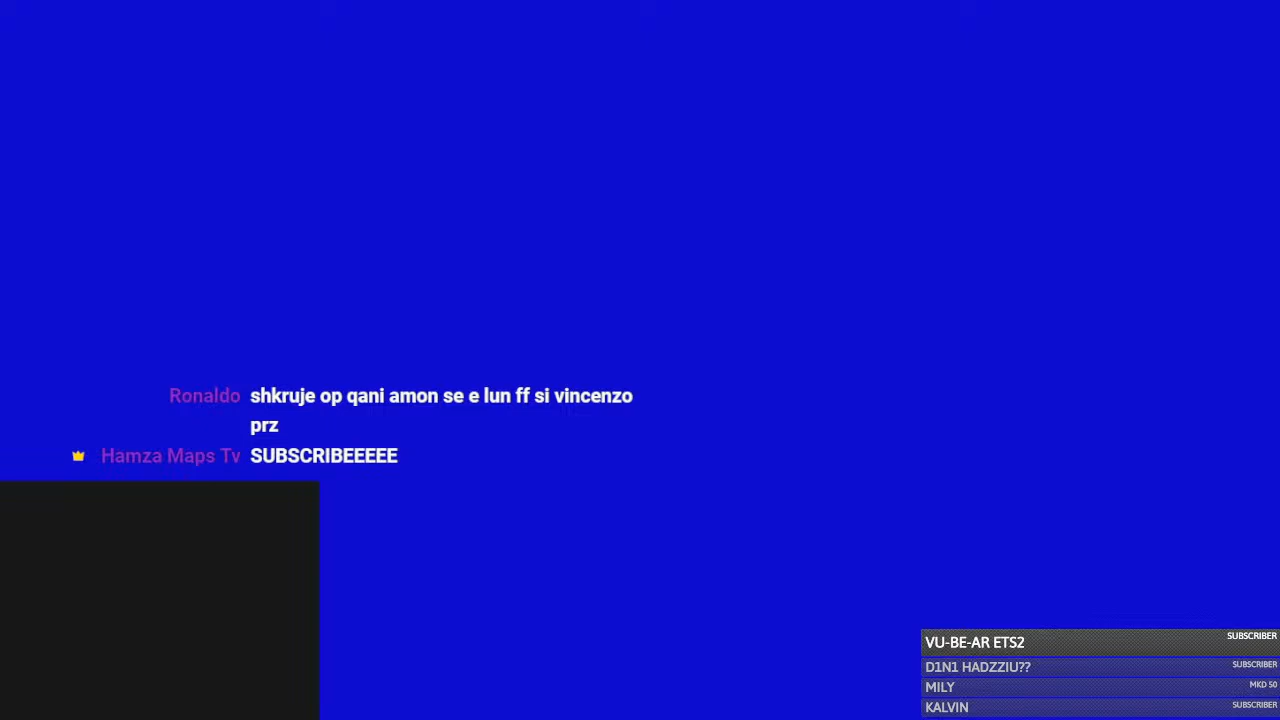 Ronaldo shkruje op qani amon se e lun ff si vincenzo
prz
Hamza Maps Tv SUBSCRIBEEEEE
VU-BE-AR ETS2 SUBSCRIBER
D1N1 HADZZIU?? SUBSCRIBER
MILY MKD 50
KALVIN SUBSCRIBER